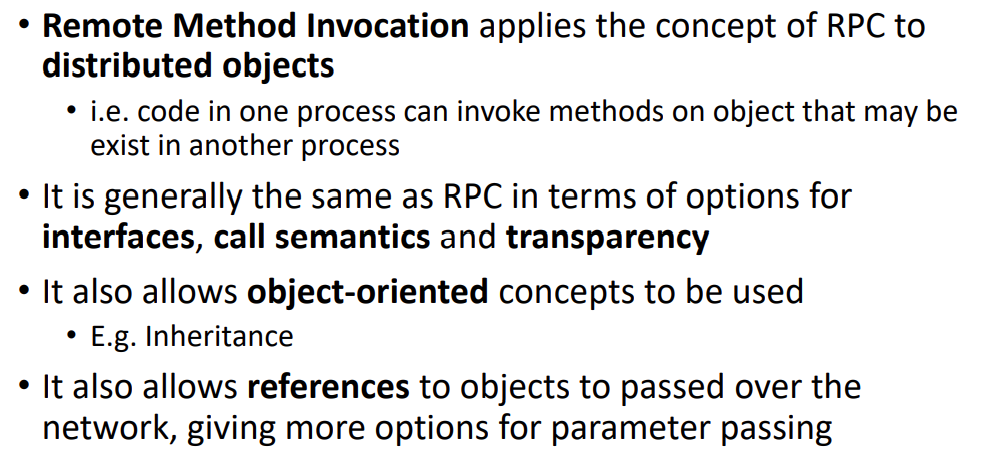 • Remote Method Invocation applies the concept of RPC to
distributed objects
• i.e. code in one process can invoke methods on object that may be
exist in another process
• It is generally the same as RPC in terms of options for
interfaces, call semantics and transparency
• It also allows object-oriented concepts to be used
• E.g. Inheritance
• It also allows references to objects to passed over the
network, giving more options for parameter passing